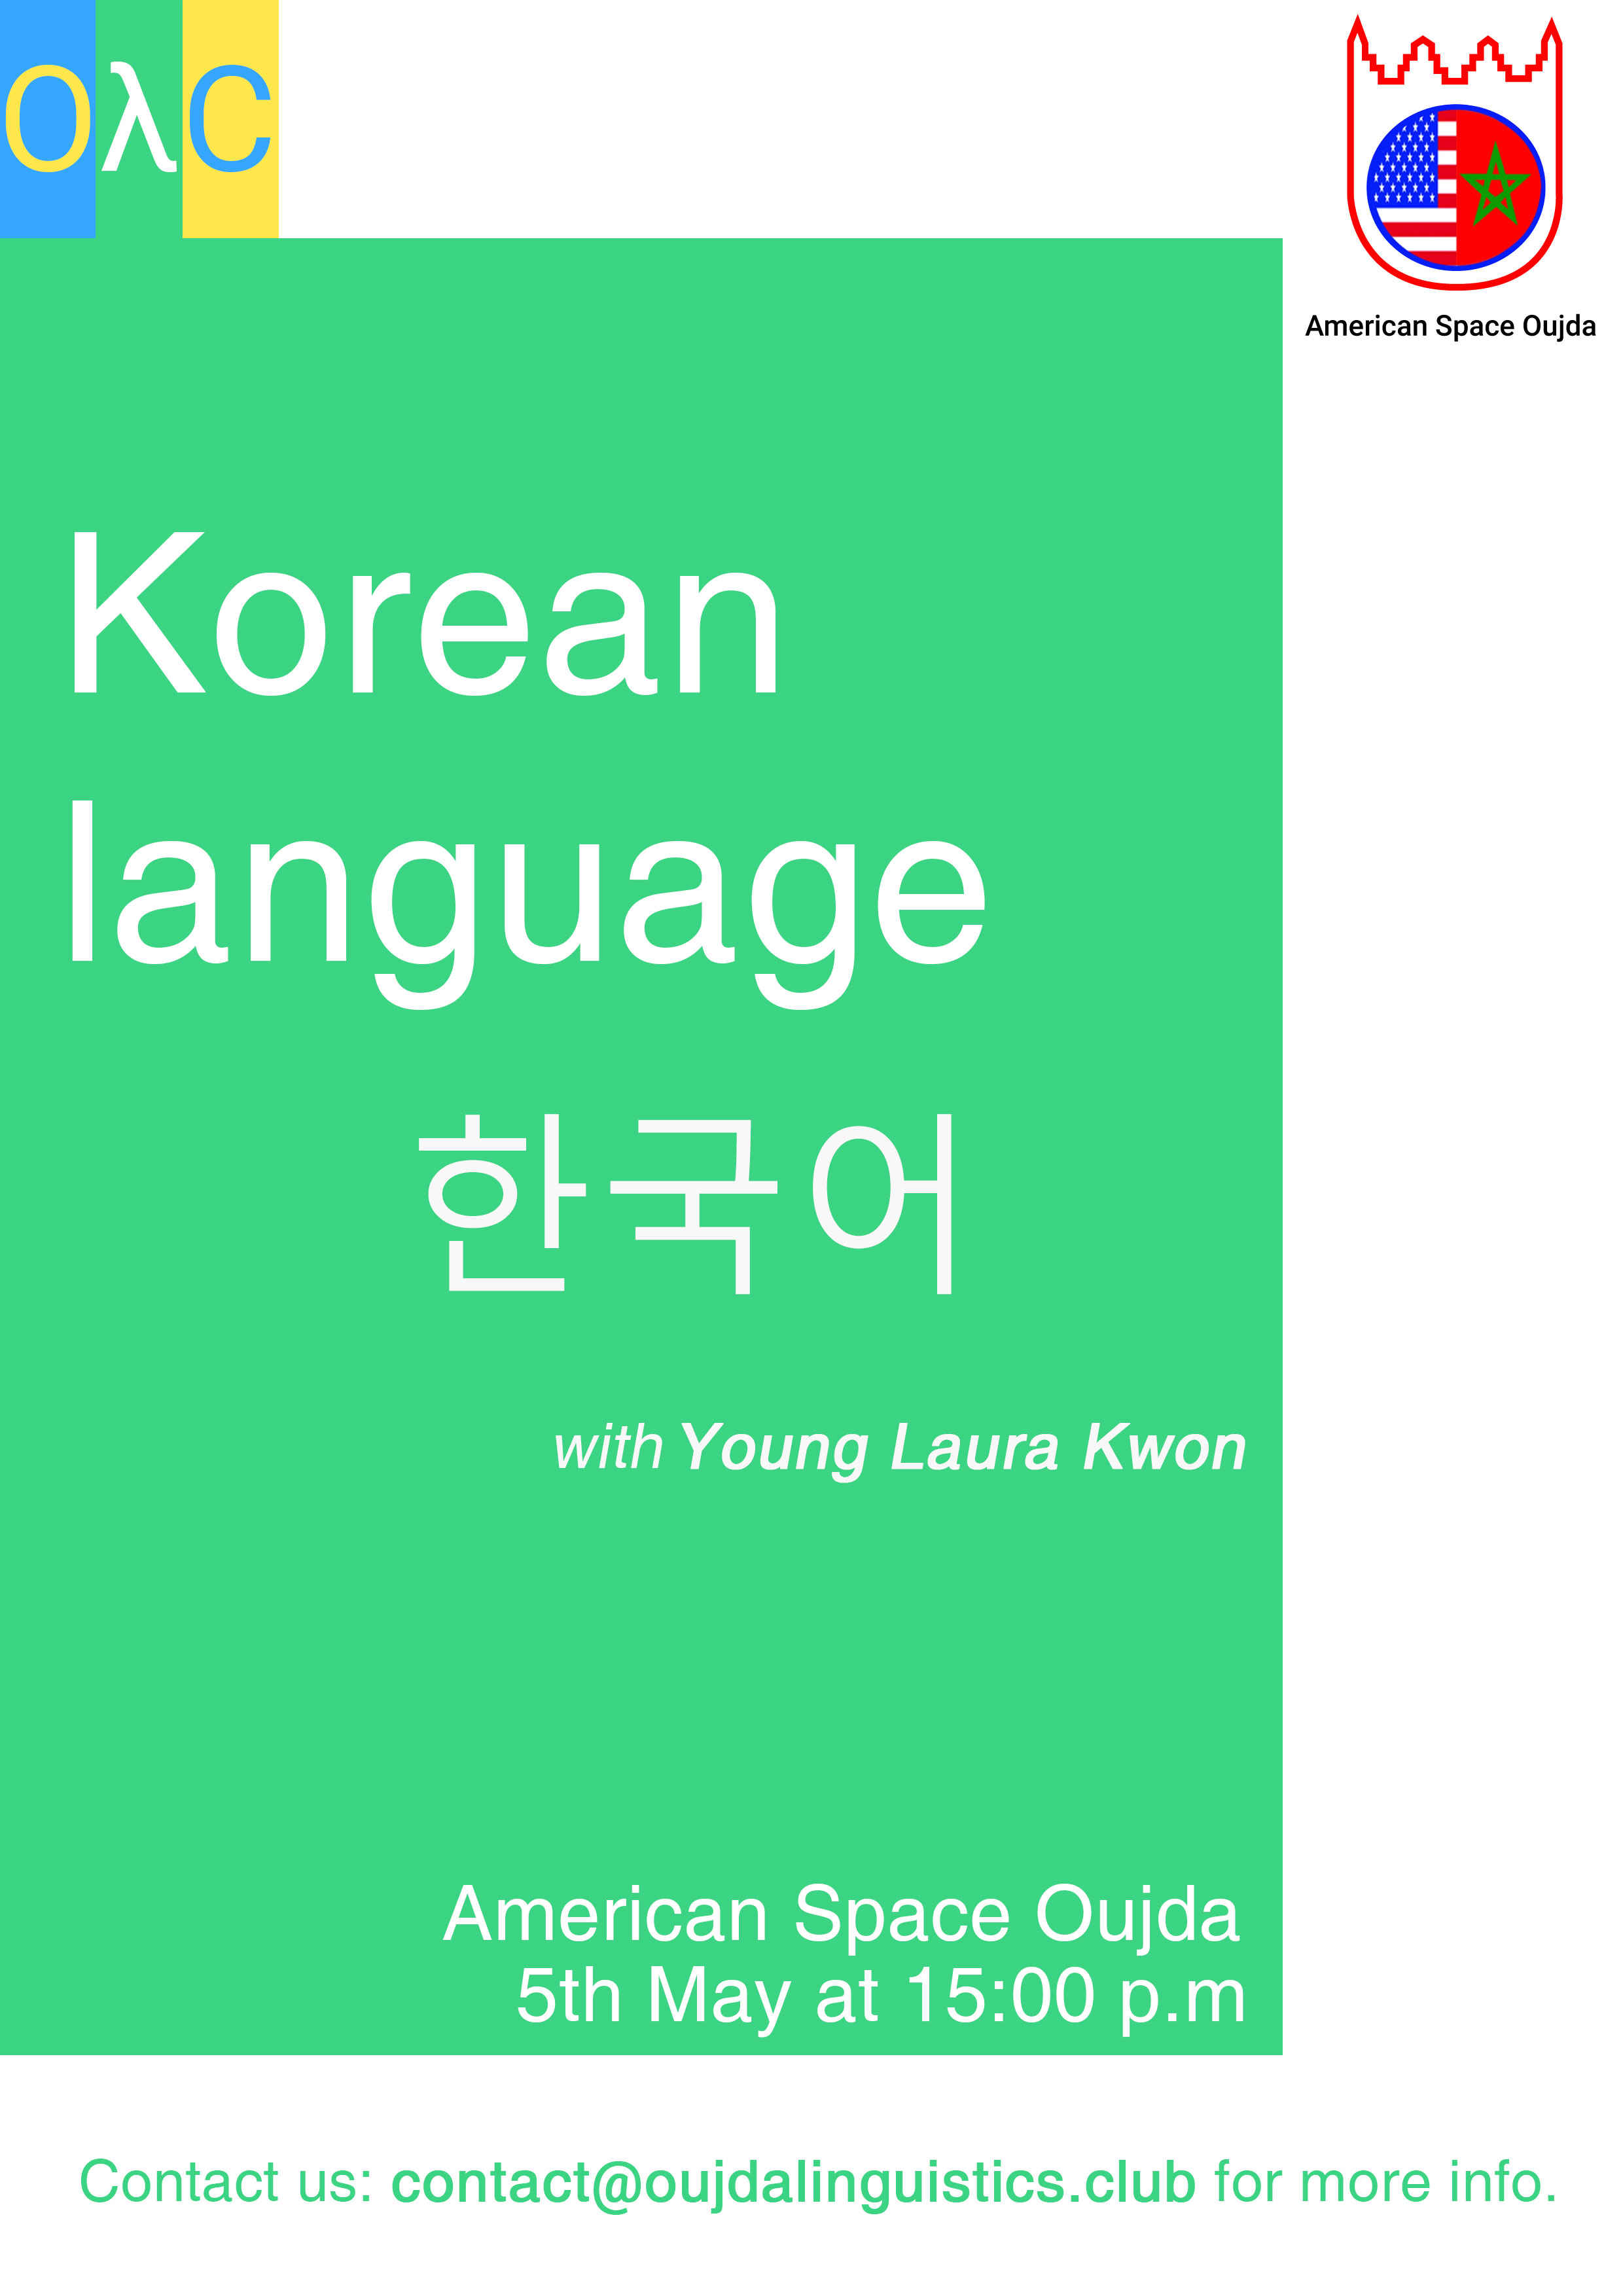 OλC
American Space Oujda
Korean
language
한국어
with Young Laura Kwon
American Space Oujda
5th May at 15:00 p.m
Contact us: contact@oujdalinguistics.club for more info.